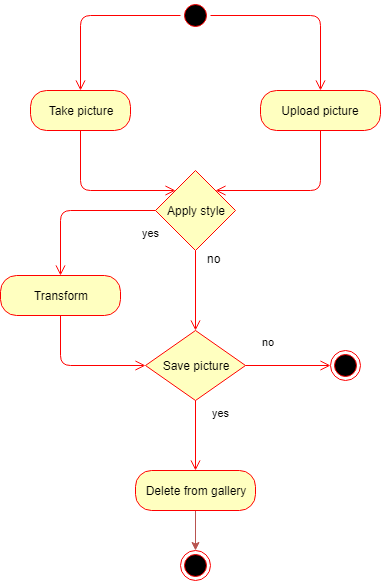 Take picture
Upload picture
Apply style
yes
no
Transform
no
Save picture
yes
Delete from gallery